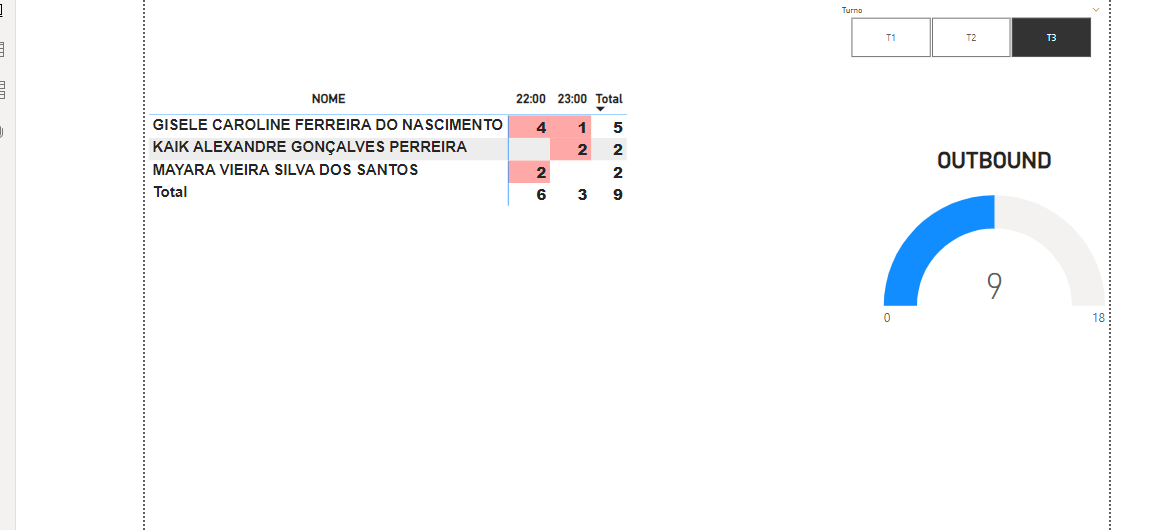 Turno
T1 T2 T3
NOME 22:00 23:00 Total
GISELE CAROLINE FERREIRA DO NASCIMENTO 4 1 5
KAIK ALEXANDRE GONÇALVES PERREIRA 2 2
MAYARA VIEIRA SILVA DOS SANTOS 2 2
Total 6 3 9
OUTBOUND
9
0 18